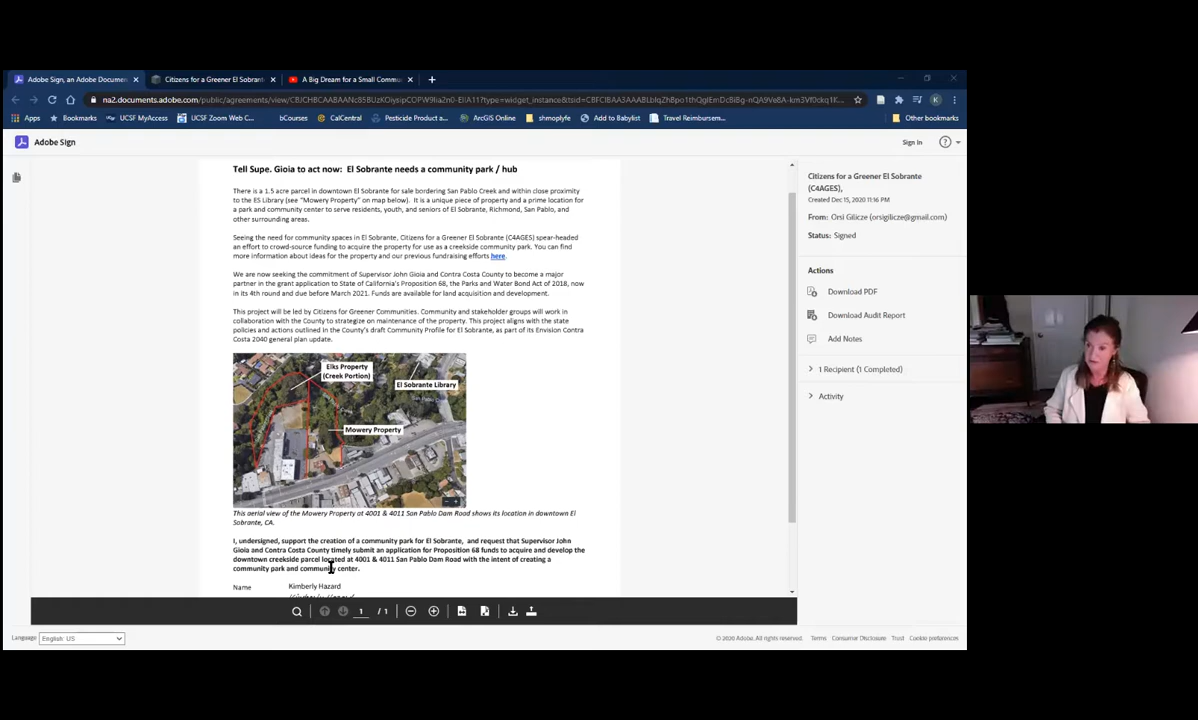 Adobe Sign, an Adobe Documen
Citizens for a Greener El Sobrant
A Big Dream for a Small Commu
Apps
Bookmarks
UCSF MyAccess
UCSF Zoom Web C...
bCourses
CalCentral
Pesticide Product a...
ArcGIS Online
shmoplyfe
Add to Babylist
Travel Reimbursem...
Other bookmarks
Adobe Sign
Sign In
Tell Supe. Gioia to act now: El Sobrante needs a community park / hub
There is a 1.5 acre parcel in downtown El Sobrante for sale bordering San Pablo Creek and within close proximity
to the ES Library (see "Mowery Property" on map below). It is a unique piece of property and a prime location for
a park and community center to serve residents, youth, and seniors of El Sobrante, Richmond, San Pablo, and
other surrounding areas.
Seeing the need for community spaces in El Sobrante, Citizens for a Greener El Sobrante (C4AGES) spear-headed
an effort to crowd-source funding to acquire the property for use as a creekside community park. You can find
more information about ideas for the property and our previous fundraising efforts here.
We are now seeking the commitment of Supervisor John Gioia and Contra Costa County to become a major
partner in the grant application to State of California's Proposition 68, the Parks and Water Bond Act of 2018, now
in its 4th round and due before March 2021. Funds are available for land acquisition and development.
This project will be led by Citizens for Greener Communities. Community and stakeholder groups will work in
collaboration with the County to strategize on maintenance of the property. This project aligns with the state
policies and actions outlined in the County's draft Community Profile for El Sobrante, as part of its Envision Contra
Costa 2040 general plan update.
Elks Property
(Creek Portion)
El Sobrante Library
Mowery Property
This aerial view of the Mowery Property at 4001 & 4011 San Pablo Dam Road shows its location in downtown El
Sobrante, CA.
I, undersigned, support the creation of a community park for El Sobrante, and request that Supervisor John
Gioia and Contra Costa County timely submit an application for Proposition 68 funds to acquire and develop the
downtown creekside parcel located at 4001 & 4011 San Pablo Dam Road with the intent of creating a
community park and community center.
Name Kimberly Hazard
Citizens for a Greener El Sobrante
(C4AGES),
Created Dec 15, 2020 11:16 PM
From: Orsi Gilicze (orsigilicze@gmail.com)
Status: Signed
Actions
Download PDF
Download Audit Report
Add Notes
1 Recipient (1 Completed)
Activity
1 / 1
Language English: US
© 2020 Adobe, All rights reserved. Terms Consumer Disclosure Trust Cookie preferences